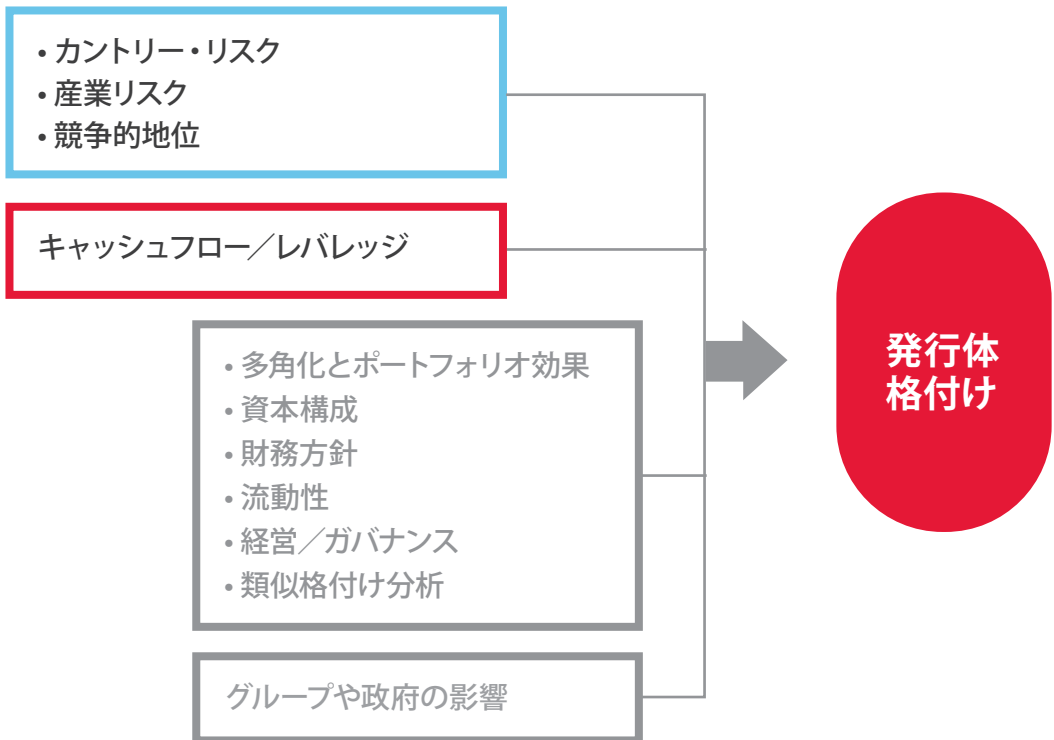 • カントリー・リスク
• 産業リスク
• 競争的地位
キャッシュフロー／レバレッジ
• 多角化とポートフォリオ効果
• 資本構成
• 財務方針
• 流動性
• 経営／ガバナンス
• 類似格付け分析
グループや政府の影響
発行体
格付け